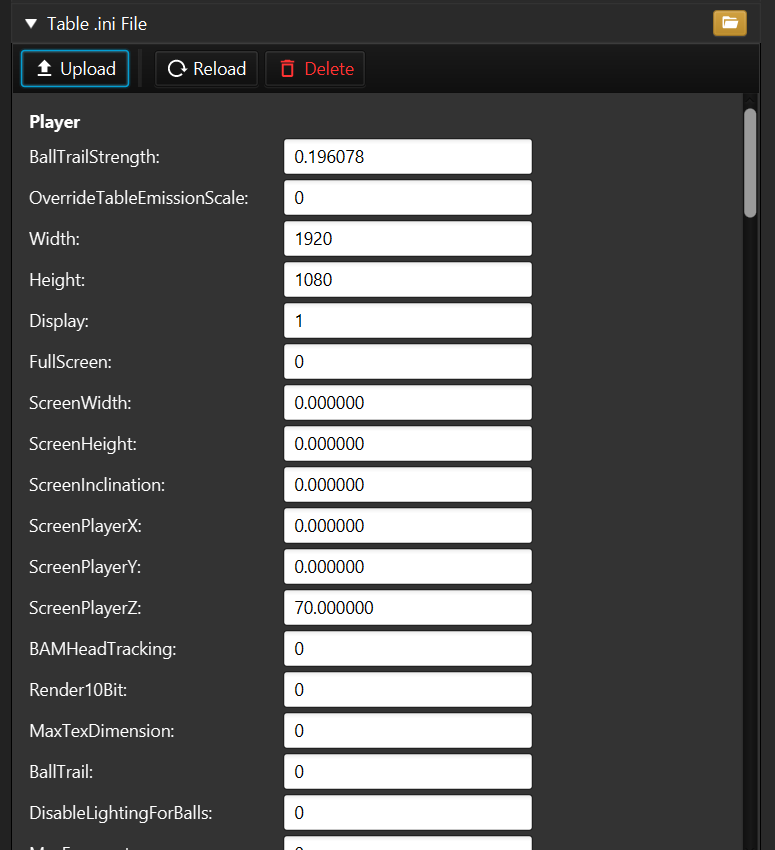 Table .ini File
Upload Reload Delete
Player
BallTrailStrength: 0.196078
OverrideTableEmissionScale: 0
Width: 1920
Height: 1080
Display: 1
FullScreen: 0
ScreenWidth: 0.000000
ScreenHeight: 0.000000
ScreenInclination: 0.000000
ScreenPlayerX: 0.000000
ScreenPlayerY: 0.000000
ScreenPlayerZ: 70.000000
BAMHeadTracking: 0
Render10Bit: 0
MaxTexDimension: 0
BallTrail: 0
DisableLightingForBalls: 0